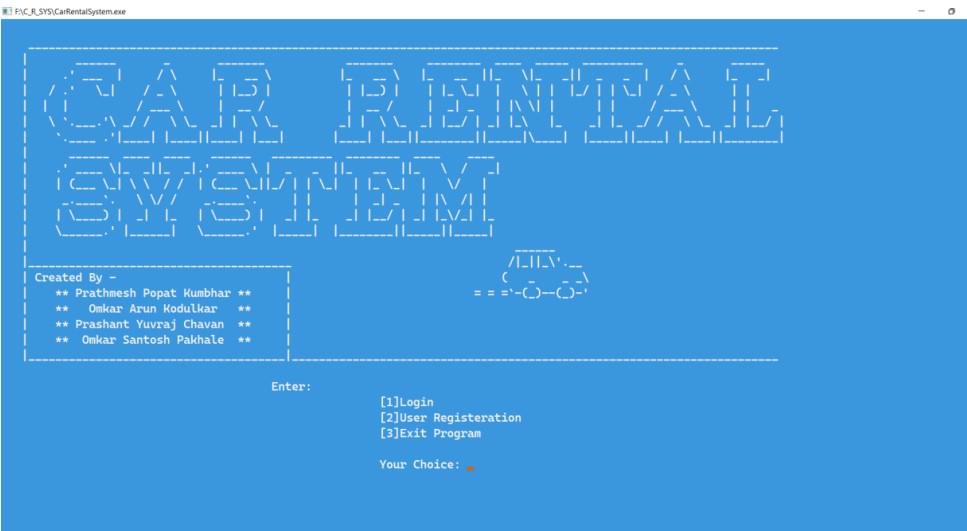 F:\C_R_SYS\CarRentalSystem.exe
CAR RENTAL
SYSTEM
Created By -
** Prathmesh Popat Kumbhar **
** Omkar Arun Kodulkar **
** Prashant Yuvraj Chavan **
** Omkar Santosh Pakhale **
Enter:
[1]Login
[2]User Registeration
[3]Exit Program
Your Choice: